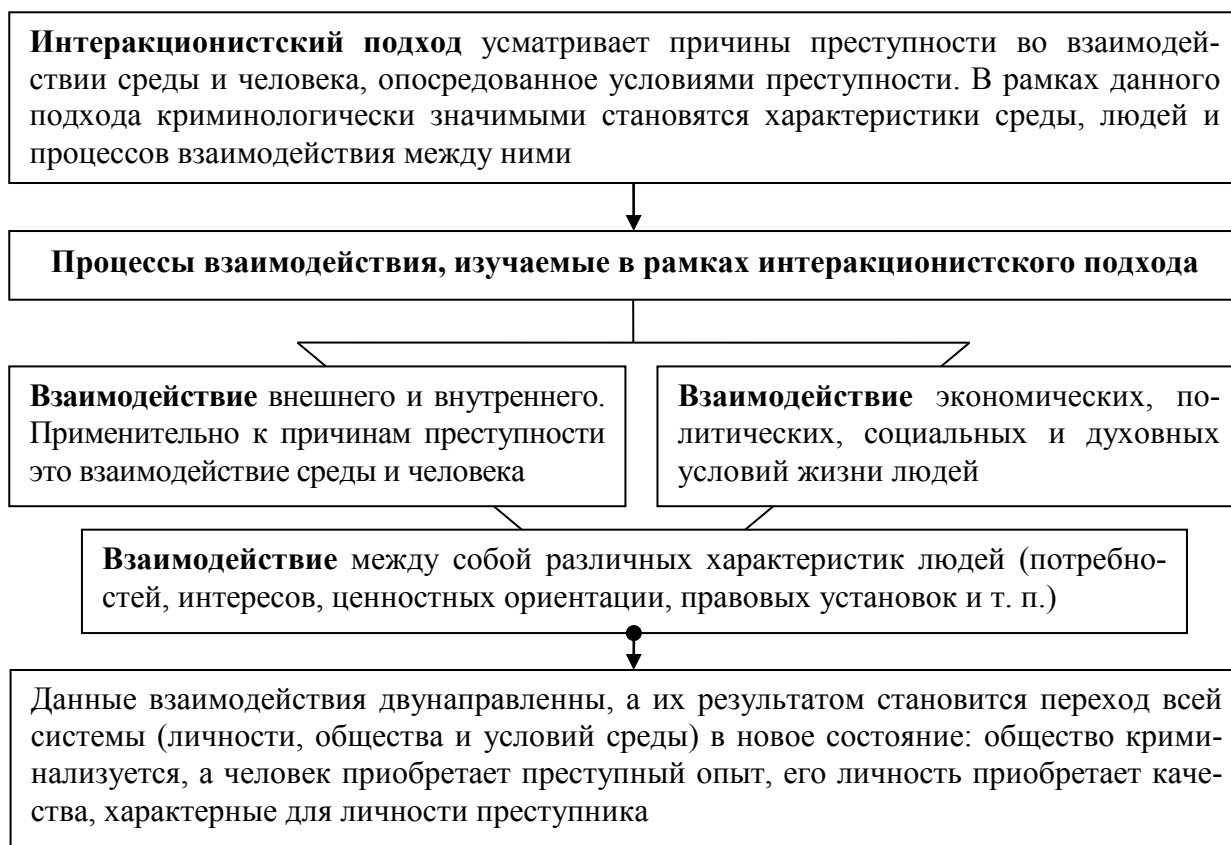 Интеракционистский подход усматривает причины преступности во взаимодей-
ствии среды и человека, опосредованное условиями преступности. В рамках данного
подхода криминологически значимыми становятся характеристики среды, людей и
процессов взаимодействия между ними
Процессы взаимодействия, изучаемые в рамках интеракционистского подхода
Взаимодействие внешнего и внутреннего.
Применительно к причинам преступности
это взаимодействие среды и человека
Взаимодействие экономических, по-
литических, социальных и духовных
условий жизни людей
Взаимодействие между собой различных характеристик людей (потребно-
стей, интересов, ценностных ориентации, правовых установок и т. п.)
Данные взаимодействия двунаправленны, а их результатом становится переход всей
системы (личности, общества и условий среды) в новое состояние: общество крими-
нализуется, а человек приобретает преступный опыт, его личность приобретает каче-
ства, характерные для личности преступника